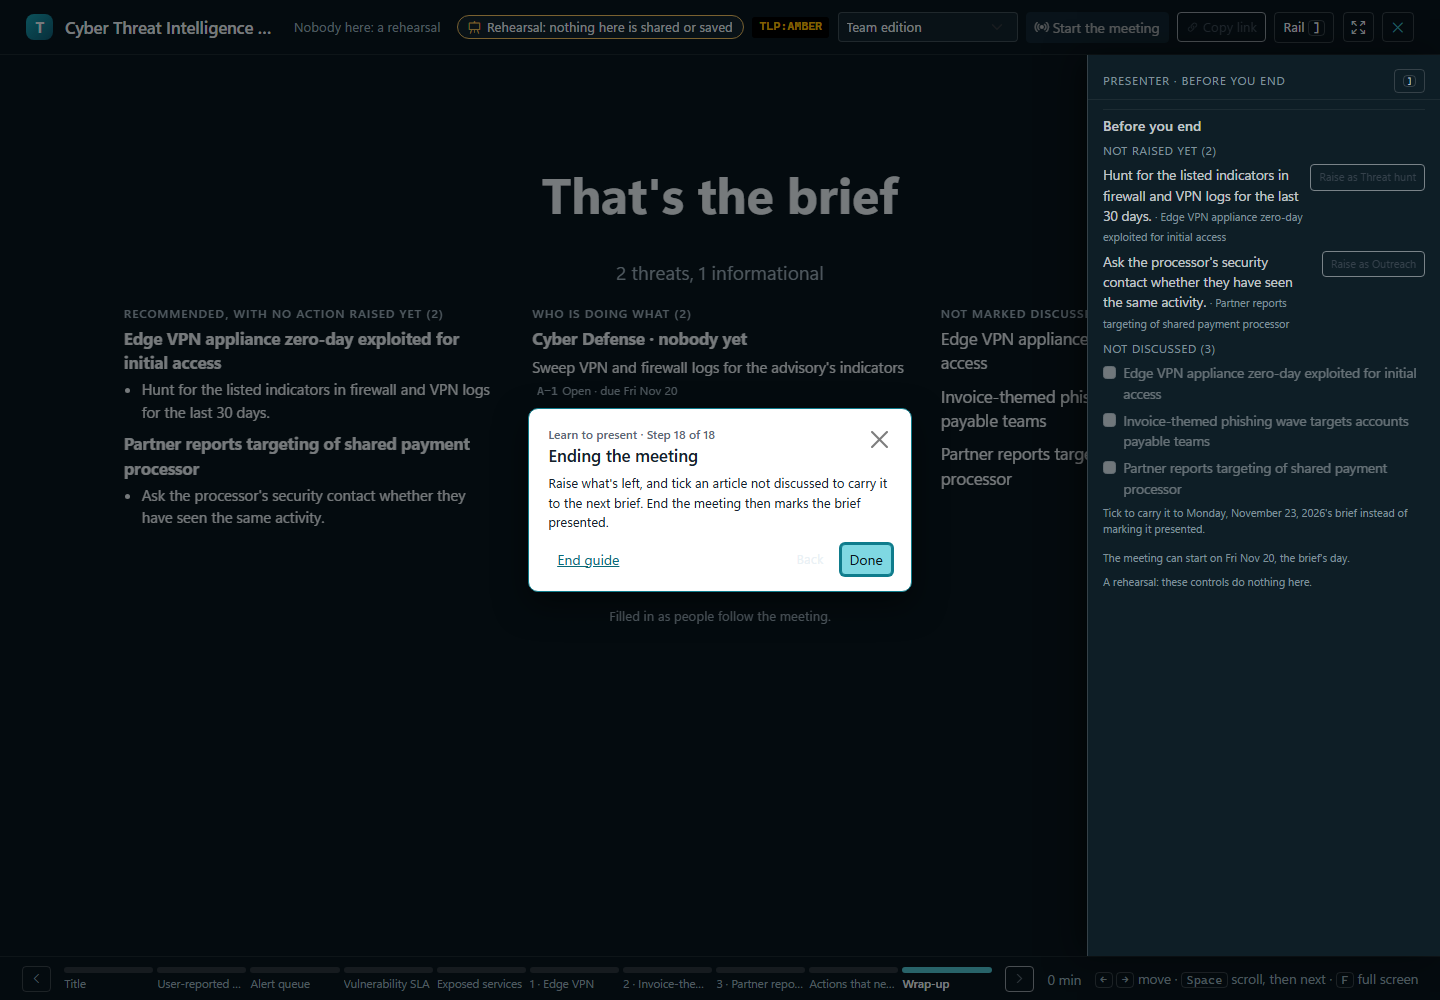 T Cyber Threat Intelligence ... Nobody here: a rehearsal Rehearsal: nothing here is shared or saved TLP:AMBER Team edition Start the meeting Copy link Rail ]
PRESENTER · BEFORE YOU END ]
Before you end
NOT RAISED YET (2)
Hunt for the listed indicators in
firewall and VPN logs for the last
30 days. · Edge VPN appliance zero-day
exploited for initial access
Raise as Threat hunt
Ask the processor's security
contact whether they have seen
the same activity. · Partner reports
targeting of shared payment processor
Raise as Outreach
NOT DISCUSSED (3)
Edge VPN appliance zero-day exploited for initial
access
Invoice-themed phishing wave targets accounts
payable teams
Partner reports targeting of shared payment
processor
Tick to carry it to Monday, November 23, 2026's brief instead of
marking it presented.
The meeting can start on Fri Nov 20, the brief's day.
A rehearsal: these controls do nothing here.
That's the brief
2 threats, 1 informational
RECOMMENDED, WITH NO ACTION RAISED YET (2)
Edge VPN appliance zero-day exploited for
initial access
• Hunt for the listed indicators in firewall and VPN logs
for the last 30 days.
Partner reports targeting of shared payment
processor
• Ask the processor's security contact whether they
have seen the same activity.
WHO IS DOING WHAT (2)
Cyber Defense · nobody yet
Sweep VPN and firewall logs for the advisory's indicators
A-1 Open · due Fri Nov 20
NOT MARKED DISCUSS
Edge VPN appliance
access
Invoice-themed phis
payable teams
Partner reports targe
processor
Learn to present · Step 18 of 18
Ending the meeting
Raise what's left, and tick an article not discussed to carry it
to the next brief. End the meeting then marks the brief
presented.
End guide Back Done
Filled in as people follow the meeting.
Title User-reported ... Alert queue Vulnerability SLA Exposed services 1 · Edge VPN 2 · Invoice-the... 3 · Partner repo... Actions that ne... Wrap-up 0 min ← → move · Space scroll, then next · F full screen